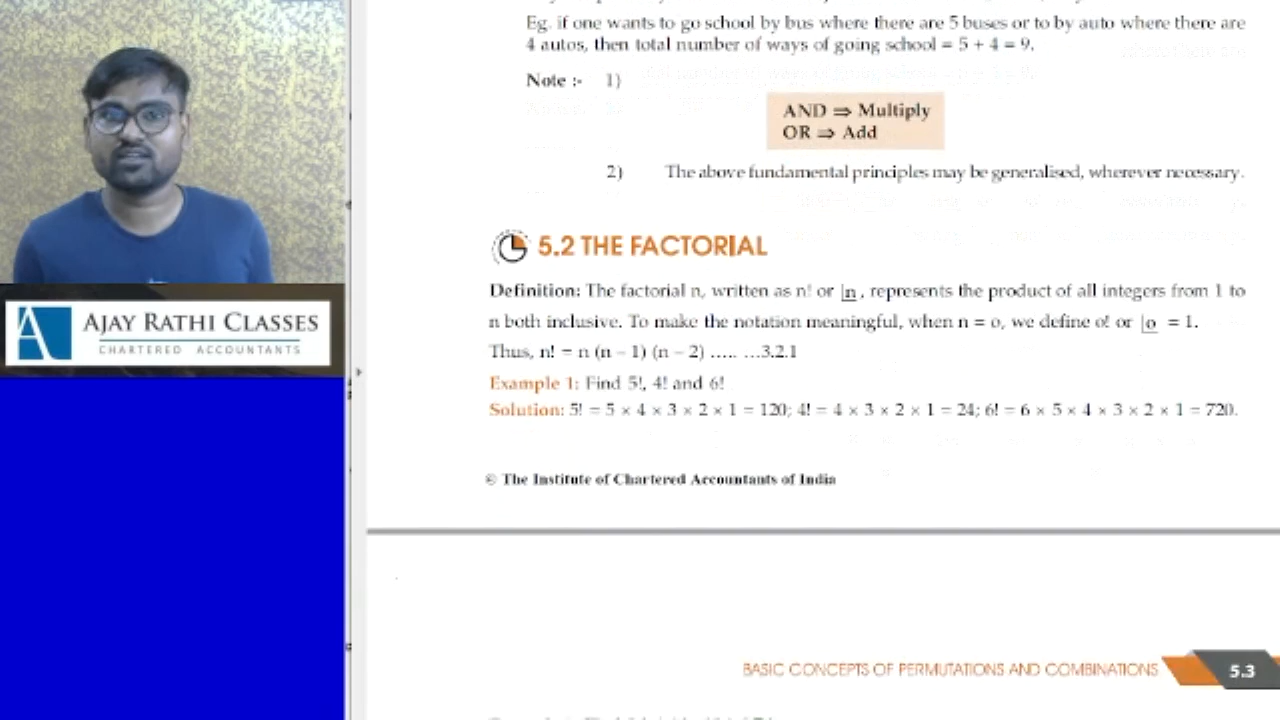 Eg. if one wants to go school by bus where there are 5 buses or to by auto where there are
4 autos, then total number of ways of going school = 5 + 4 = 9.
Note :- 1)
AND ⇒ Multiply
OR ⇒ Add
2) The above fundamental principles may be generalised, wherever necessary.
5.2 THE FACTORIAL
Definition: The factorial n, written as n! or |n̲ , represents the product of all integers from 1 to
n both inclusive. To make the notation meaningful, when n = o, we define o! or |o̲ = 1.
Thus, n! = n (n – 1) (n – 2) ….. …3.2.1
Example 1: Find 5!, 4! and 6!
Solution: 5! = 5 × 4 × 3 × 2 × 1 = 120; 4! = 4 × 3 × 2 × 1 = 24; 6! = 6 × 5 × 4 × 3 × 2 × 1 = 720.
© The Institute of Chartered Accountants of India
BASIC CONCEPTS OF PERMUTATIONS AND COMBINATIONS 5.3
AJAY RATHI CLASSES
CHARTERED ACCOUNTANTS